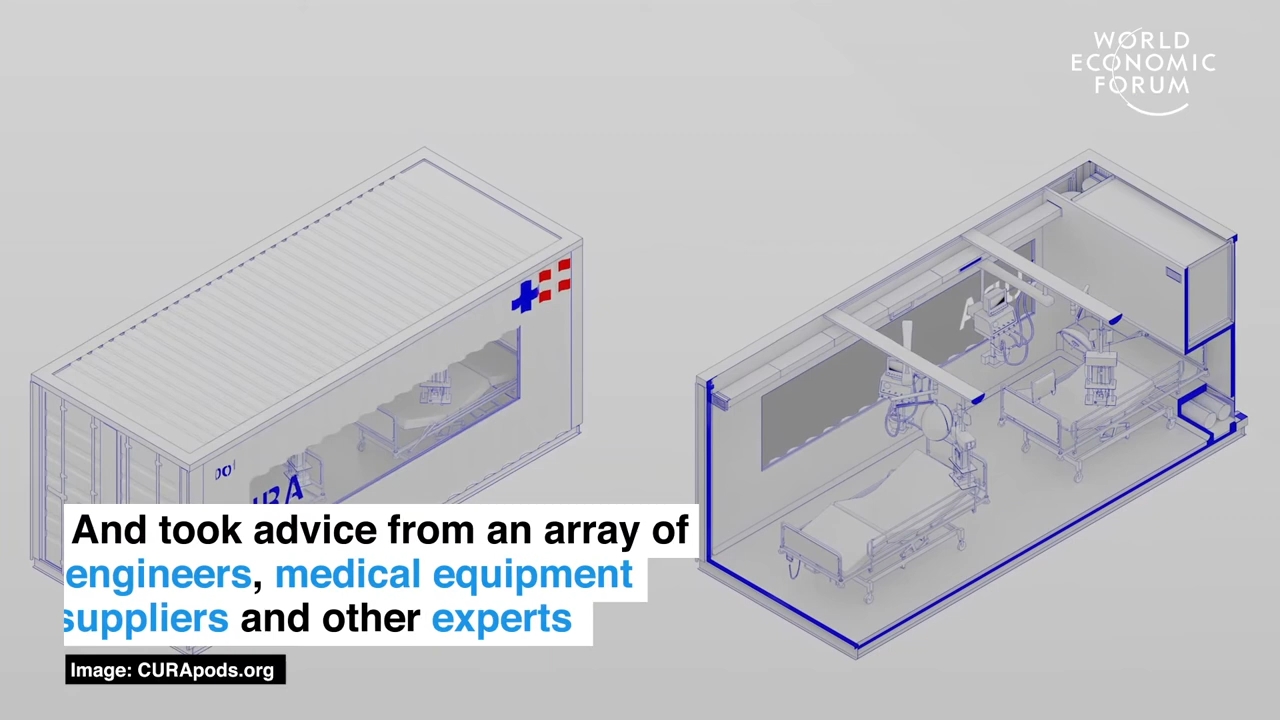 WORLD
ECONOMIC
FORUM
And took advice from an array of
engineers, medical equipment
suppliers and other experts
Image: CURApods.org